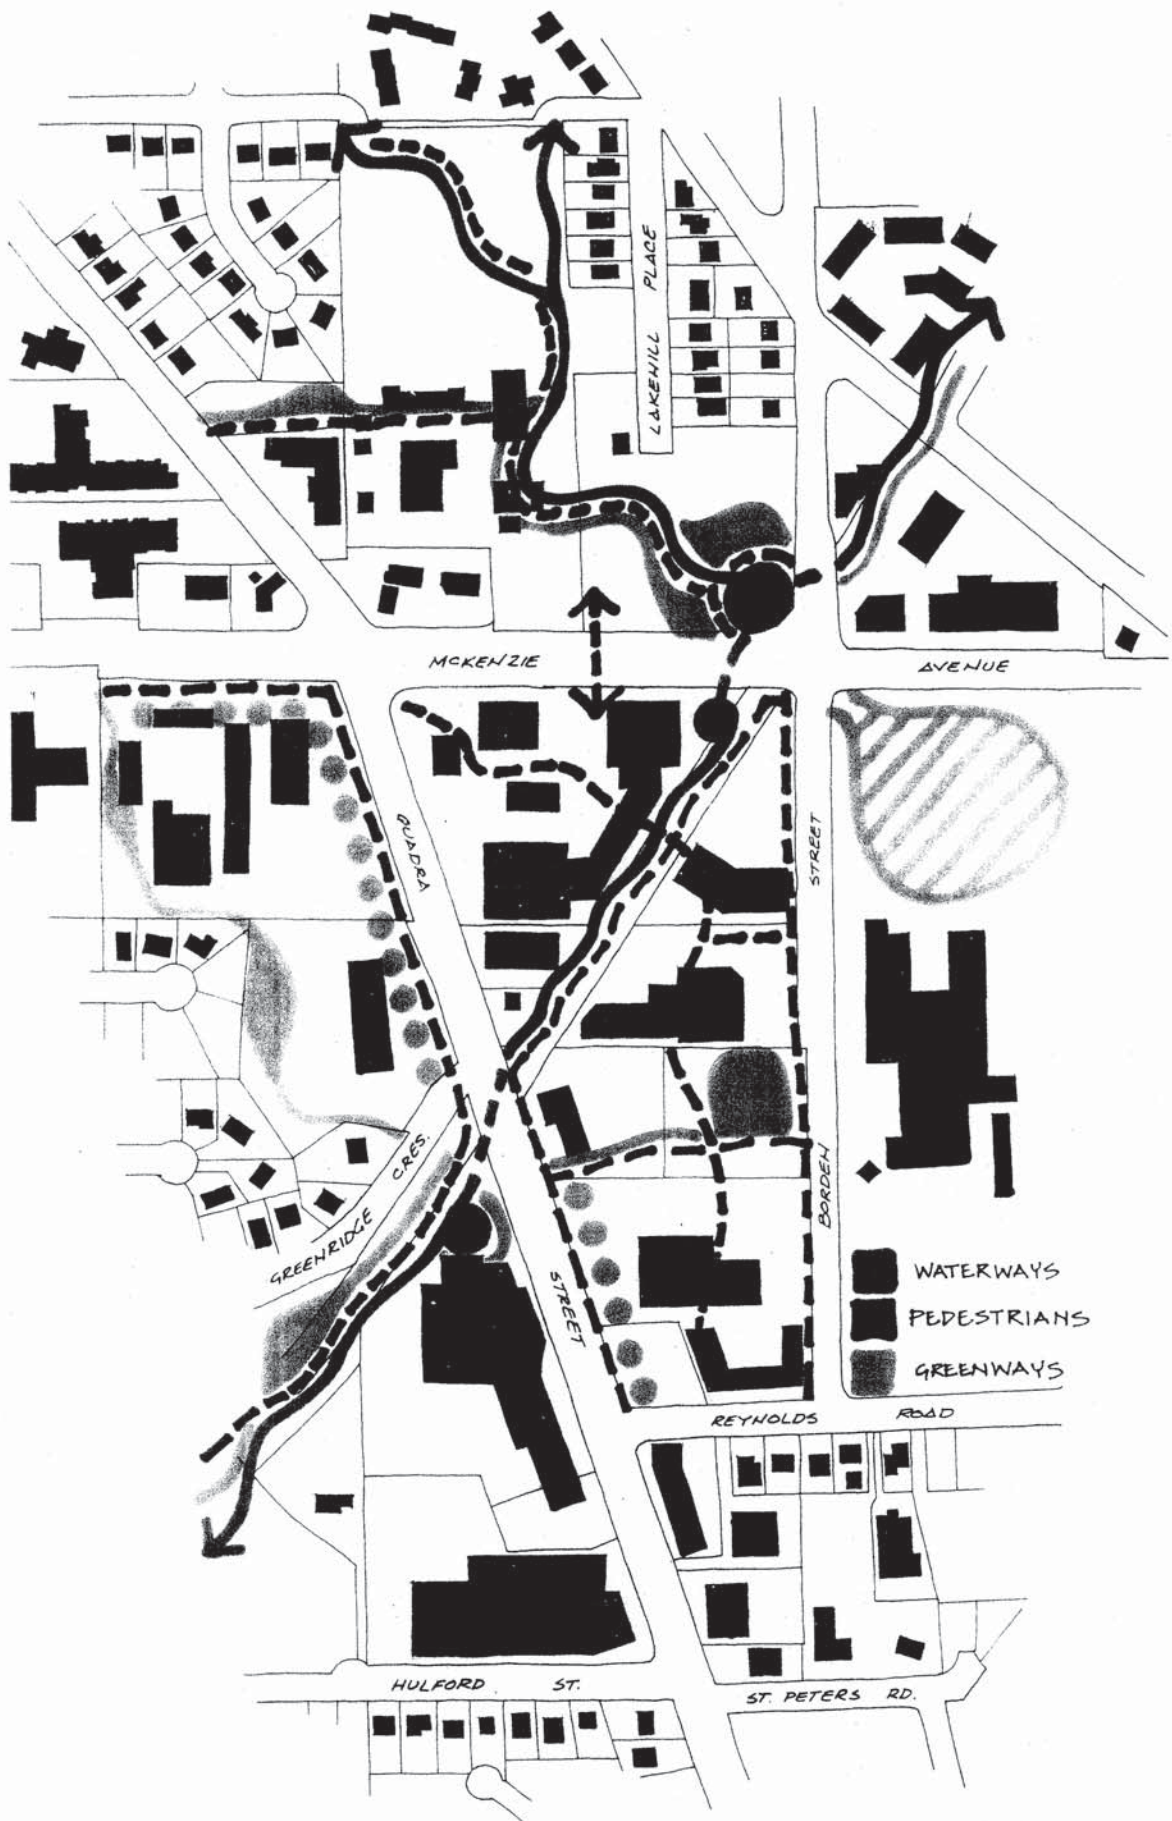 LAKEHILL PLACE
MCKENZIE AVENUE
QUADRA
STREET
GREENRIDGE CRES.
BORDEN
STREET
WATERWAYS
PEDESTRIANS
GREENWAYS
REYNOLDS ROAD
HULFORD ST.
ST. PETERS RD.